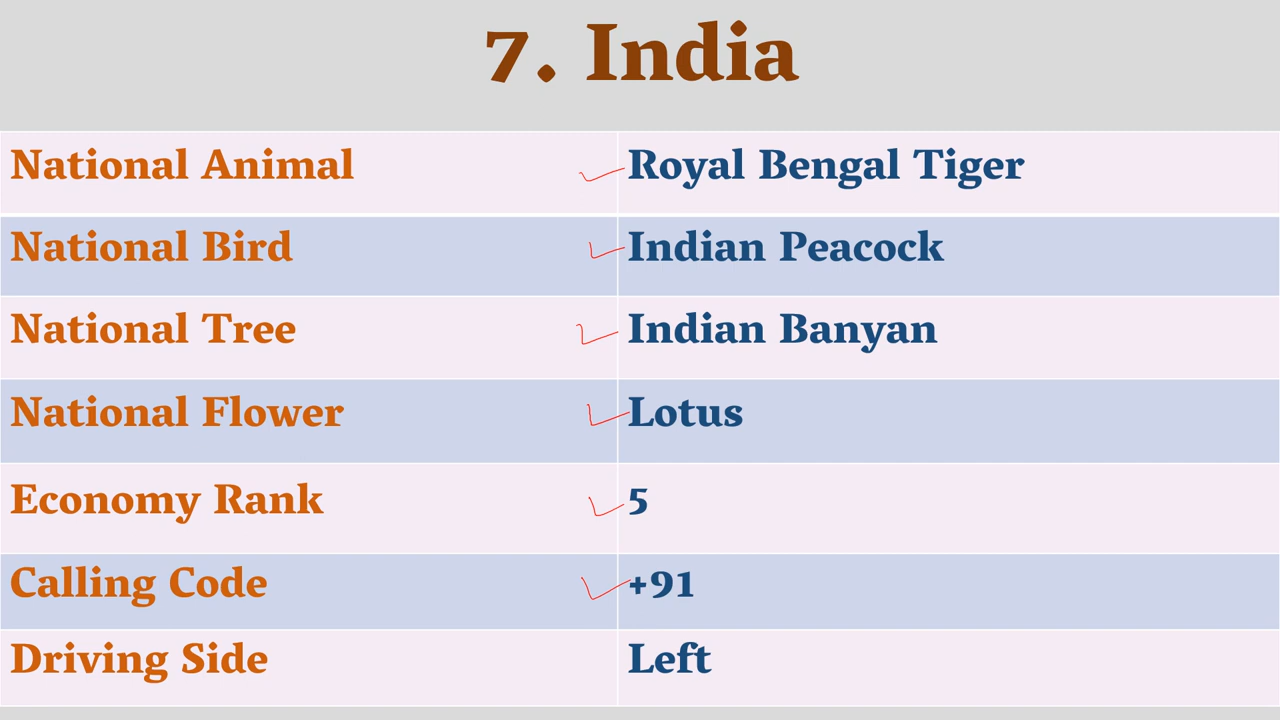 7. India
National Animal Royal Bengal Tiger
National Bird Indian Peacock
National Tree Indian Banyan
National Flower Lotus
Economy Rank 5
Calling Code +91
Driving Side Left